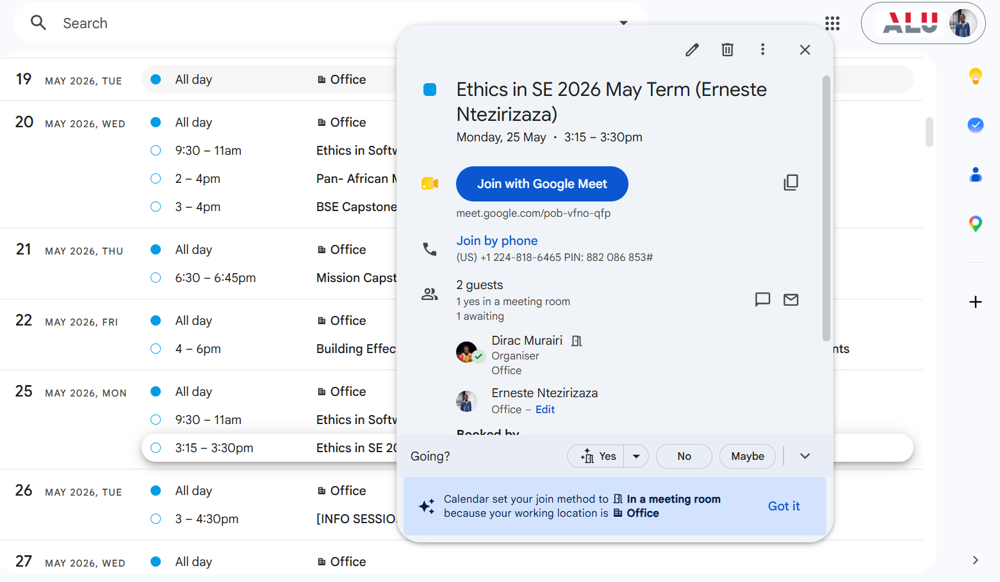 Search
ALU
19 MAY 2026, TUE All day Office
20 MAY 2026, WED All day Office
9:30 – 11am Ethics in Softw
2 – 4pm Pan- African M
3 – 4pm BSE Capstone
21 MAY 2026, THU All day Office
6:30 – 6:45pm Mission Capst
22 MAY 2026, FRI All day Office
4 – 6pm Building Effec nts
25 MAY 2026, MON All day Office
9:30 – 11am Ethics in Softw
3:15 – 3:30pm Ethics in SE 20
26 MAY 2026, TUE All day Office
3 – 4:30pm [INFO SESSIO
27 MAY 2026, WED All day Office
Ethics in SE 2026 May Term (Erneste
Ntezirizaza)
Monday, 25 May · 3:15 – 3:30pm
Join with Google Meet
meet.google.com/pob-vfno-qfp
Join by phone
(US) +1 224-818-6465 PIN: 882 086 853#
2 guests
1 yes in a meeting room
1 awaiting
Dirac Murairi
Organiser
Office
Erneste Ntezirizaza
Office – Edit
Booked by
Going? Yes No Maybe
Calendar set your join method to In a meeting room
because your working location is Office
Got it